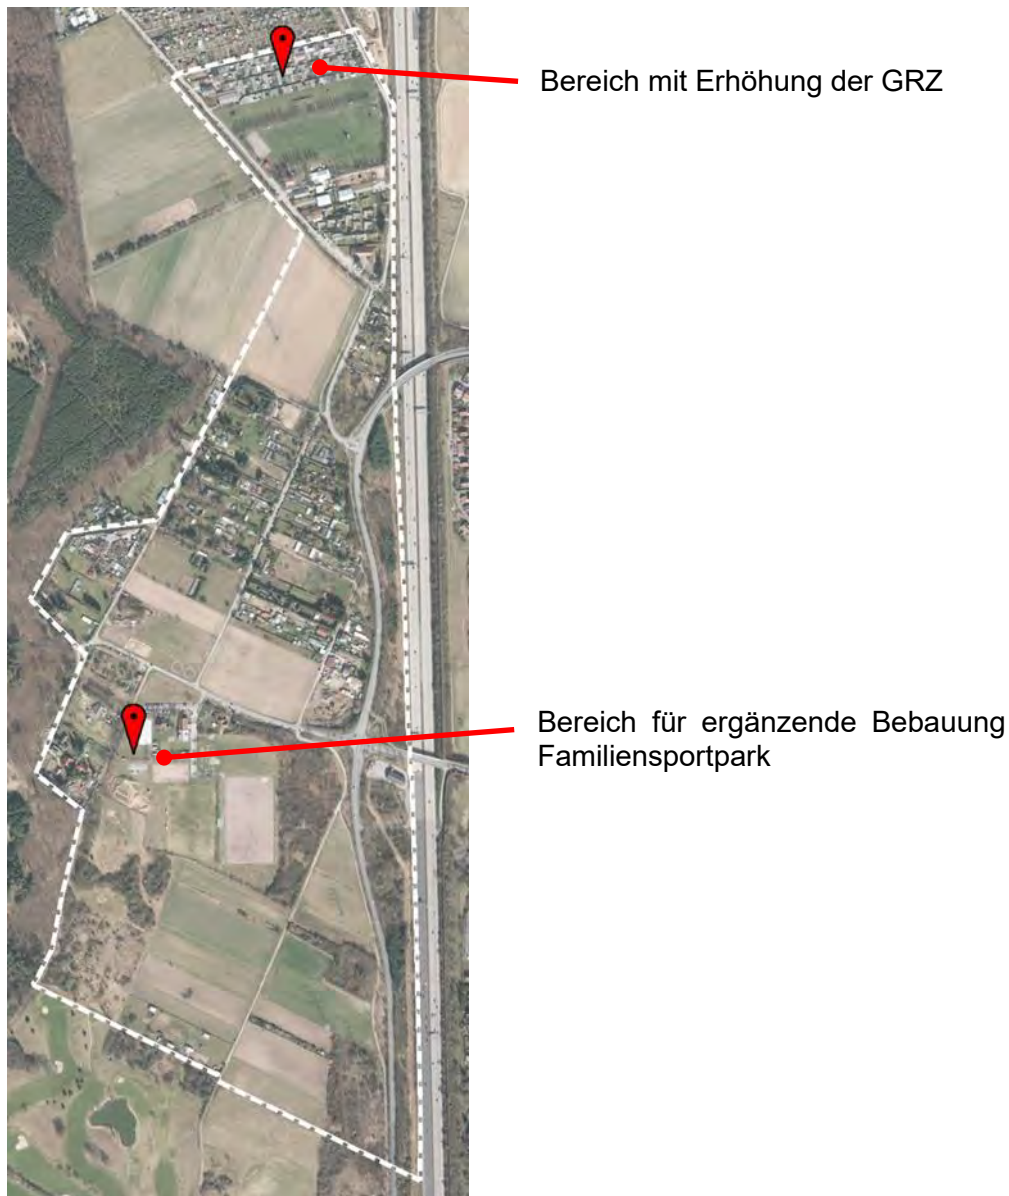 Bereich mit Erhöhung der GRZ
Bereich für ergänzende Bebauung
Familiensportpark